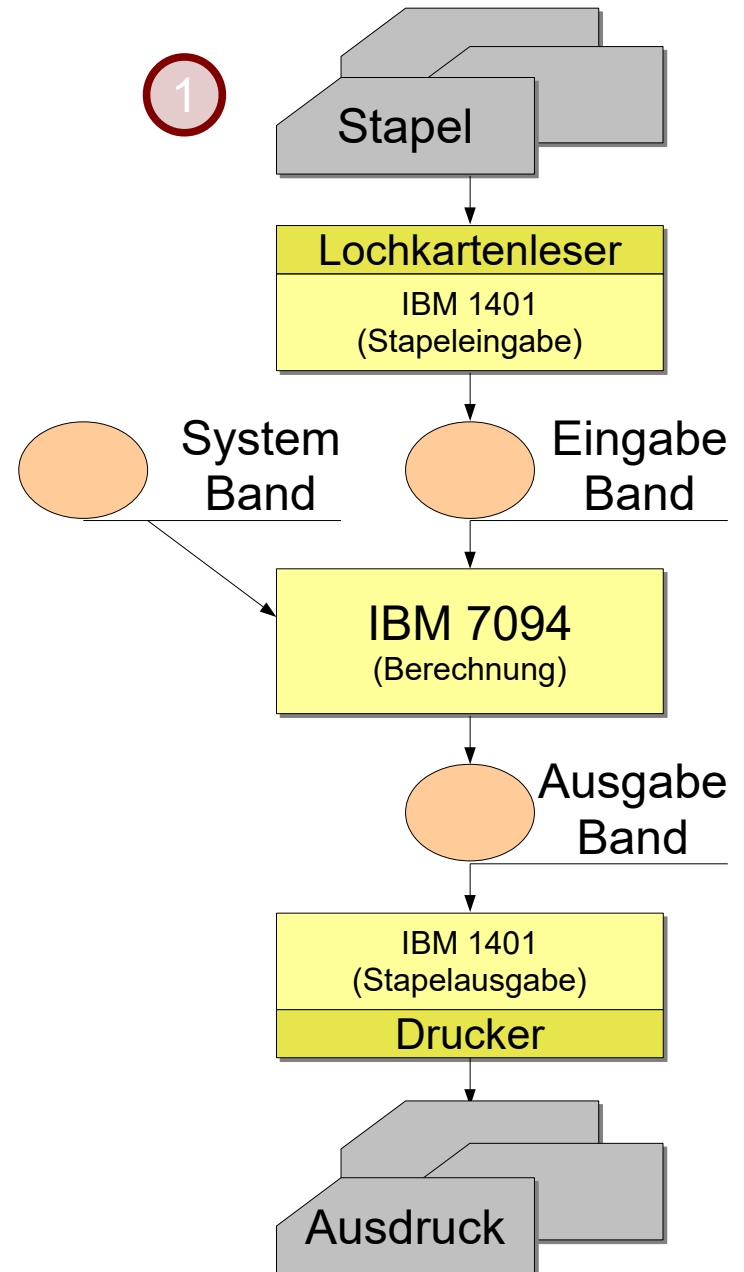 1
Stapel
Lochkartenleser
IBM 1401
(Stapeleingabe)
System
Band
Eingabe
Band
IBM 7094
(Berechnung)
Ausgabe
Band
IBM 1401
(Stapelausgabe)
Drucker
Ausdruck